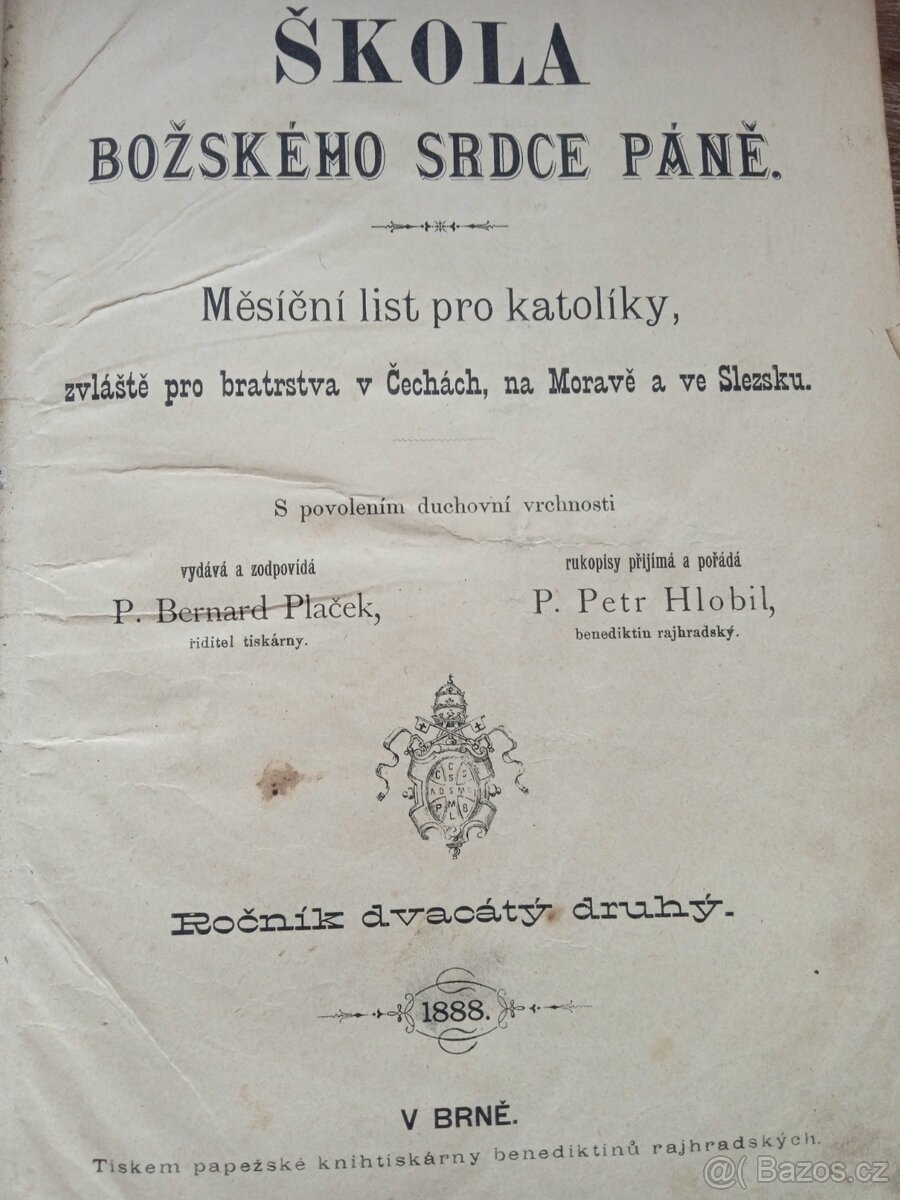 ŠKOLA
BOŽSKÉHO SRDCE PÁNĚ.
Měsíční list pro katolíky,
zvláště pro bratrstva v Čechách, na Moravě a ve Slezsku.
S povolením duchovní vrchnosti
vydává a zodpovídá
P. Bernard Plaček,
řiditel tiskárny.
rukopisy přijímá a pořádá
P. Petr Hlobil,
benediktin rajhradský.
Ročník dvacátý druhý.
1888.
V BRNĚ.
Tiskem papežské knihtiskárny benediktinů rajhradských.
@( Bazos.cz